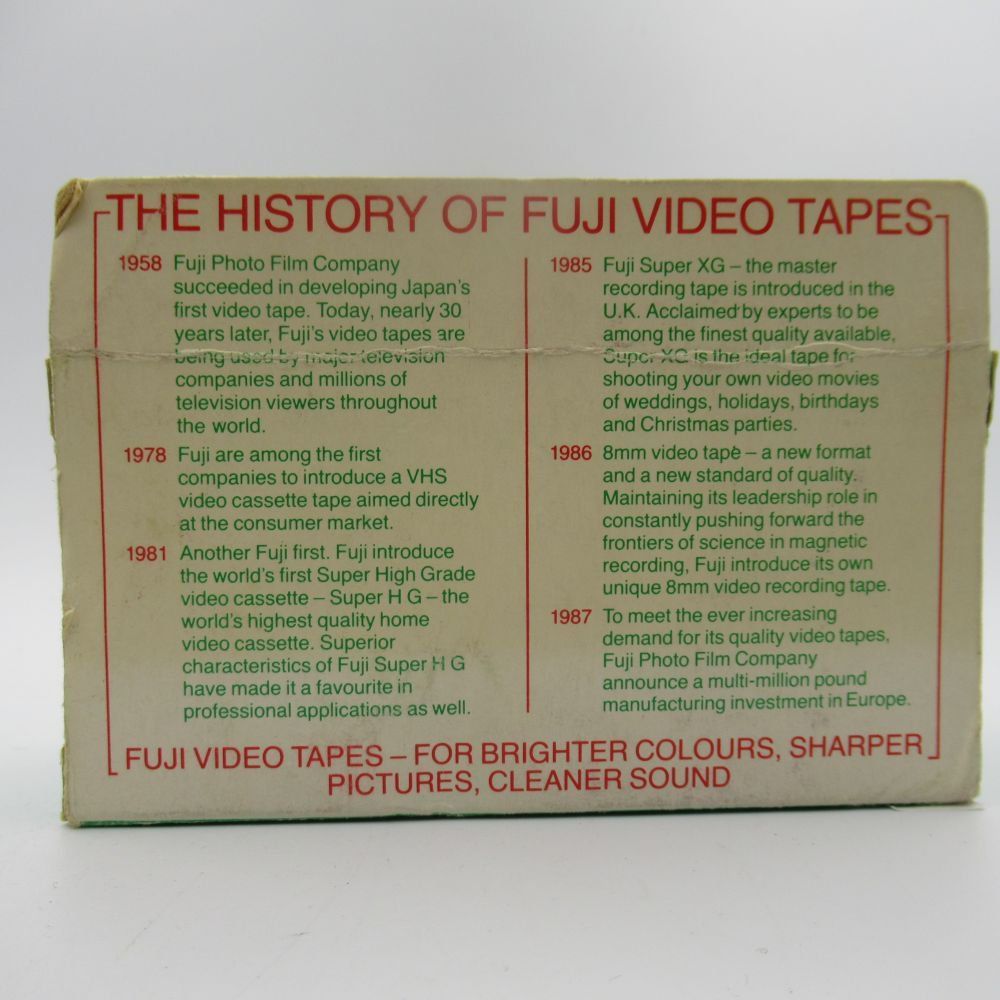 THE HISTORY OF FUJI VIDEO TAPES
1958 Fuji Photo Film Company
succeeded in developing Japan's
first video tape. Today, nearly 30
years later, Fuji's video tapes are
being used by major television
companies and millions of
television viewers throughout
the world.
1978 Fuji are among the first
companies to introduce a VHS
video cassette tape aimed directly
at the consumer market.
1981 Another Fuji first. Fuji introduce
the world's first Super High Grade
video cassette – Super H G – the
world's highest quality home
video cassette. Superior
characteristics of Fuji Super H G
have made it a favourite in
professional applications as well.
1985 Fuji Super XG – the master
recording tape is introduced in the
U.K. Acclaimed by experts to be
among the finest quality available,
Super XG is the ideal tape for
shooting your own video movies
of weddings, holidays, birthdays
and Christmas parties.
1986 8mm video tape – a new format
and a new standard of quality.
Maintaining its leadership role in
constantly pushing forward the
frontiers of science in magnetic
recording, Fuji introduce its own
unique 8mm video recording tape.
1987 To meet the ever increasing
demand for its quality video tapes,
Fuji Photo Film Company
announce a multi-million pound
manufacturing investment in Europe.
FUJI VIDEO TAPES – FOR BRIGHTER COLOURS, SHARPER
PICTURES, CLEANER SOUND